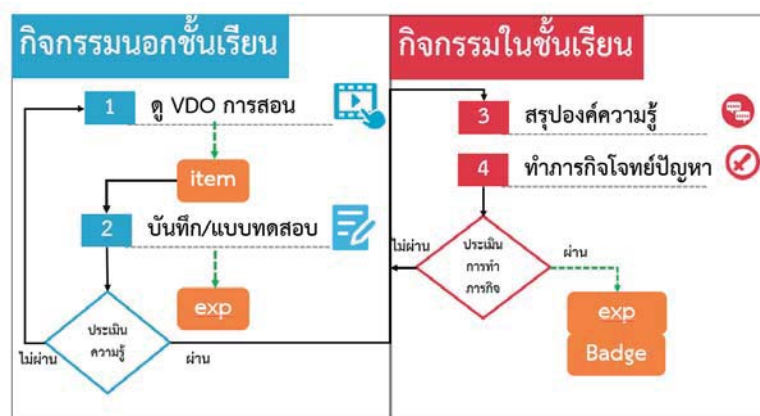 กิจกรรมนอกชั้นเรียน
1 ดู VDO การสอน
item
2 บันทึก/แบบทดสอบ
exp
ประเมิน
ความรู้
ไม่ผ่าน
ผ่าน
กิจกรรมในชั้นเรียน
3 สรุปองค์ความรู้
4 ทำภารกิจโจทย์ปัญหา
ไม่ผ่าน
ประเมิน
การทำ
ภารกิจ
ผ่าน
exp
Badge